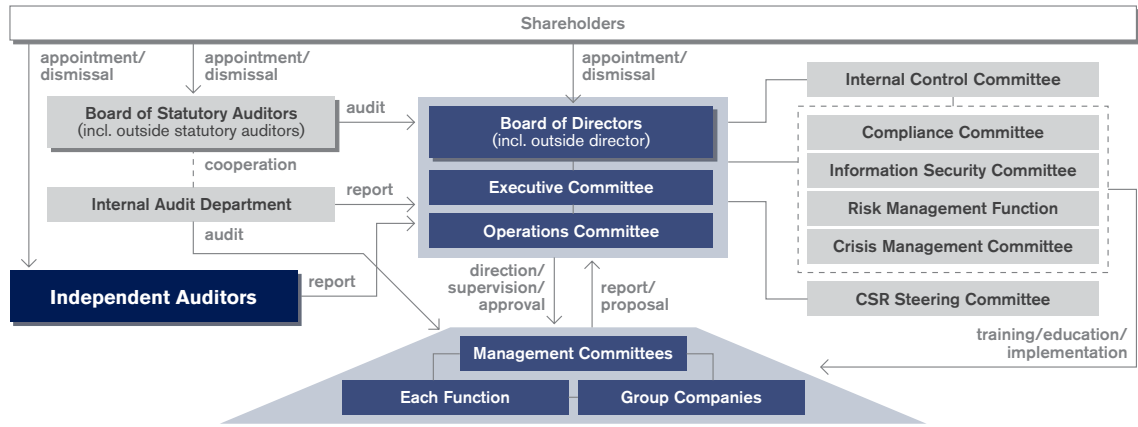 Shareholders
appointment/
dismissal
appointment/
dismissal
appointment/
dismissal
Board of Statutory Auditors
(incl. outside statutory auditors)
audit
cooperation
Internal Audit Department
report
audit
Independent Auditors
report
Board of Directors
(incl. outside director)
Executive Committee
Operations Committee
direction/
supervision/
approval
report/
proposal
Internal Control Committee
Compliance Committee
Information Security Committee
Risk Management Function
Crisis Management Committee
CSR Steering Committee
training/education/
implementation
Management Committees
Each Function
Group Companies